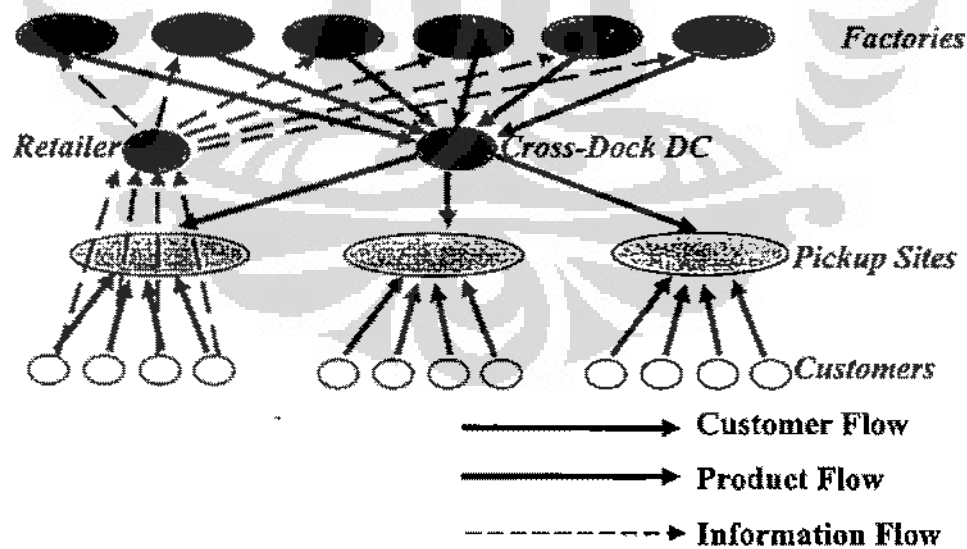 Factories
Retailer
Cross-Dock DC
Pickup Sites
Customers
Customer Flow
Product Flow
Information Flow